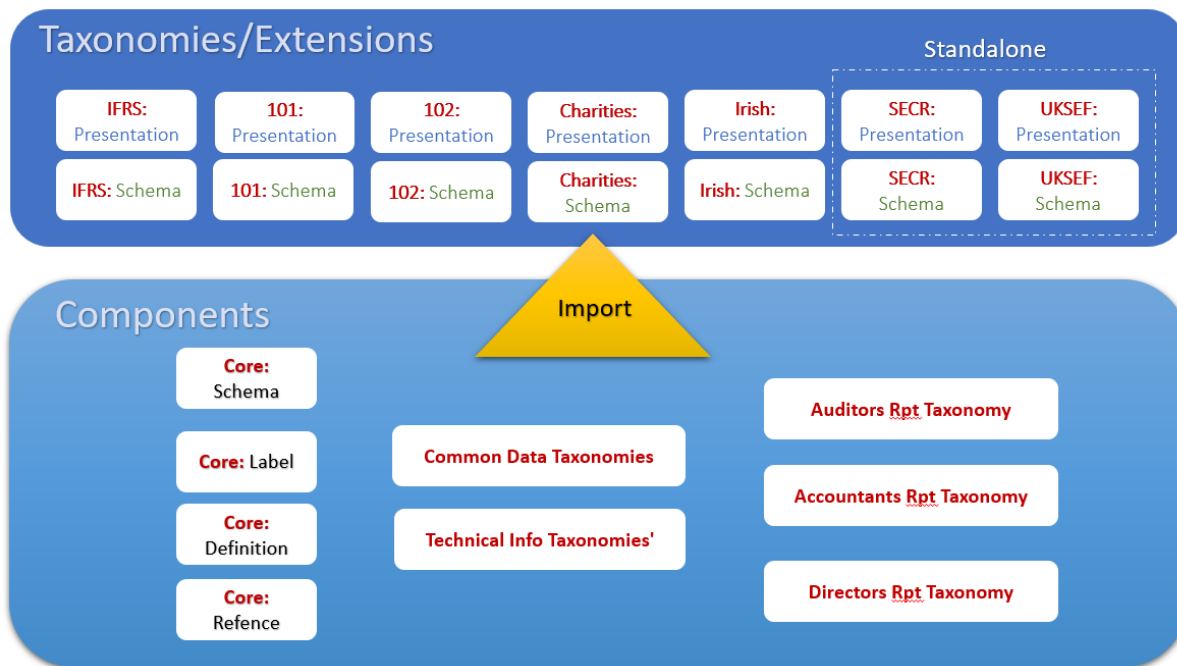 Taxonomies/Extensions
Standalone
IFRS:
Presentation
101:
Presentation
102:
Presentation
Charities:
Presentation
Irish:
Presentation
SECR:
Presentation
UKSEF:
Presentation
IFRS: Schema
101: Schema
102: Schema
Charities:
Schema
Irish: Schema
SECR:
Schema
UKSEF:
Schema
Import
Components
Core:
Schema
Core: Label
Core:
Definition
Core:
Refence
Common Data Taxonomies
Technical Info Taxonomies'
Auditors Rpt Taxonomy
Accountants Rpt Taxonomy
Directors Rpt Taxonomy